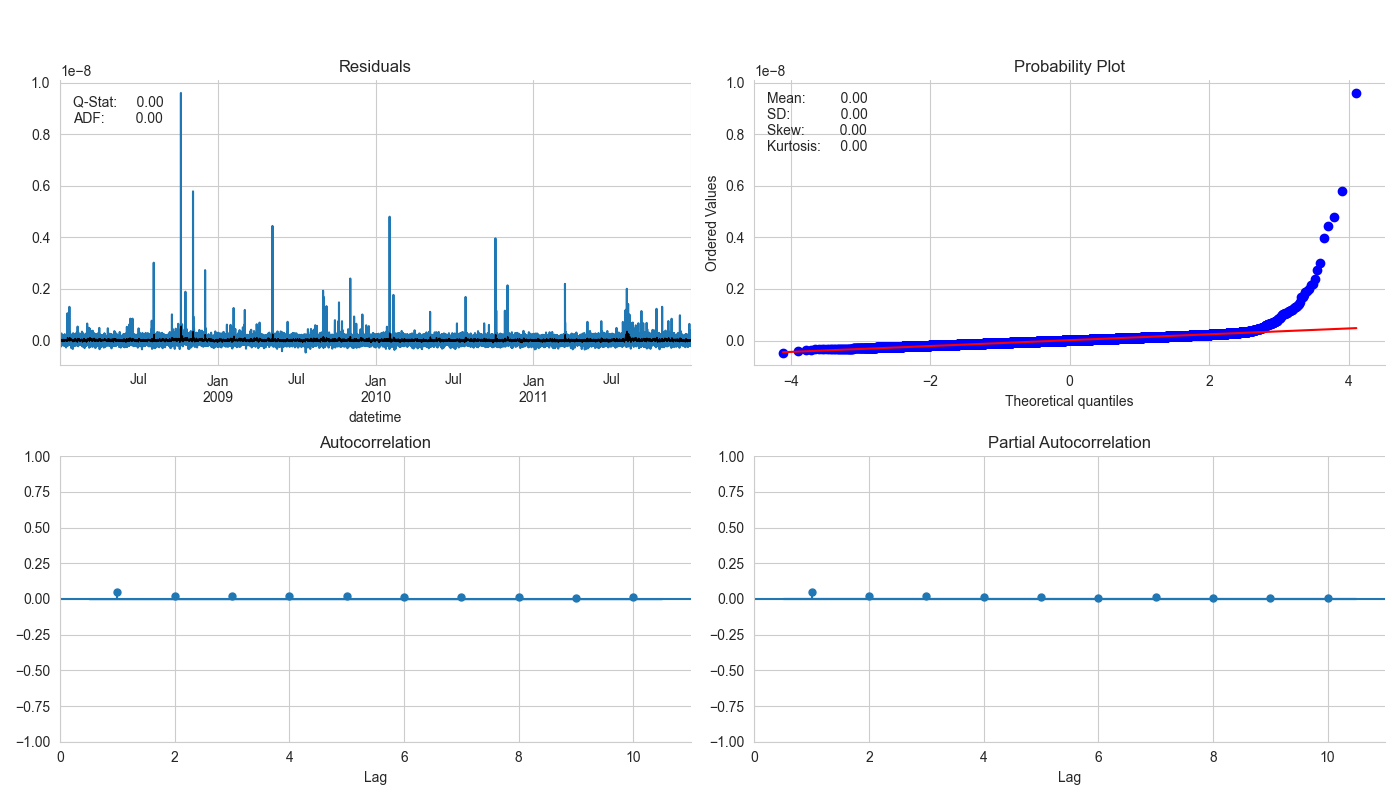 Residuals
1e−8
1.0
0.8
0.6
0.4
0.2
0.0
Q-Stat: 0.00
ADF: 0.00
Jul
Jan
2009
Jul
Jan
2010
Jul
Jan
2011
Jul
datetime
Probability Plot
1e−8
1.0
0.8
0.6
0.4
0.2
0.0
Ordered Values
Mean: 0.00
SD: 0.00
Skew: 0.00
Kurtosis: 0.00
−4 −2 0 2 4
Theoretical quantiles
Autocorrelation
1.00
0.75
0.50
0.25
0.00
−0.25
−0.50
−0.75
−1.00
0 2 4 6 8 10
Lag
Partial Autocorrelation
1.00
0.75
0.50
0.25
0.00
−0.25
−0.50
−0.75
−1.00
0 2 4 6 8 10
Lag